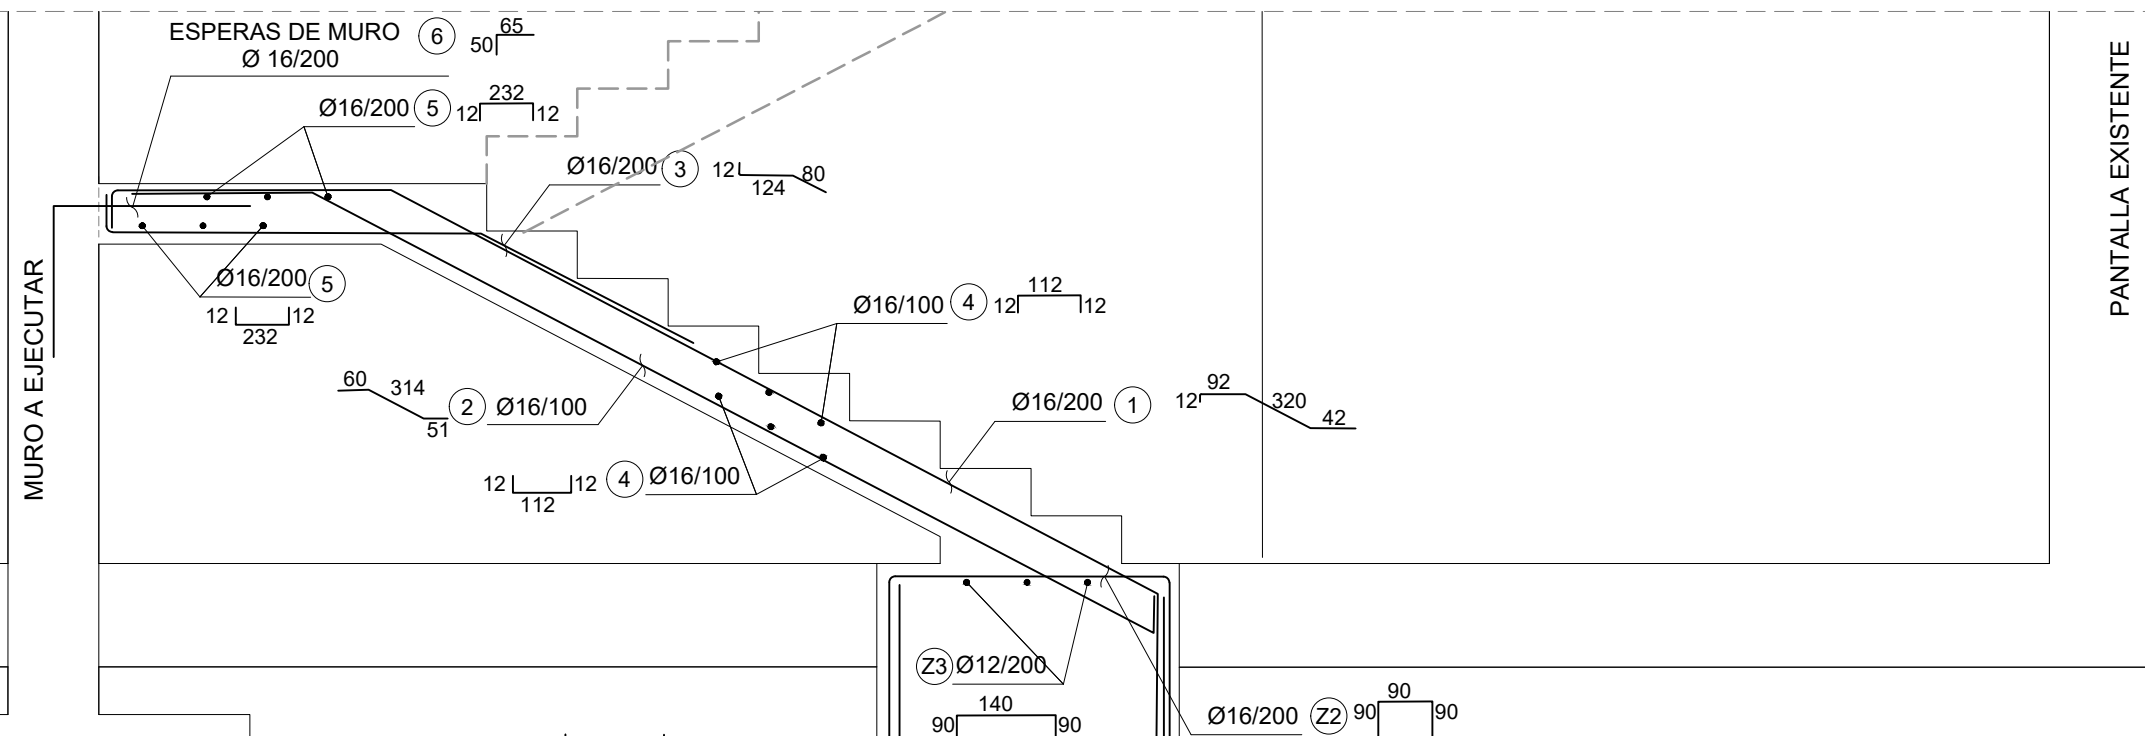 ESPERAS DE MURO 6 65
50
Ø 16/200
232
Ø16/200 5 12 12
Ø16/200 3 12 80
124
PANTALLA EXISTENTE
MURO A EJECUTAR
Ø16/200 5
12 12
232
112
Ø16/100 4 12 12
60 314
2 Ø16/100
51
92
Ø16/200 1 12 320
42
12 12 4 Ø16/100
112
Z3 Ø12/200
140
90 90
90
Ø16/200 Z2 90 90